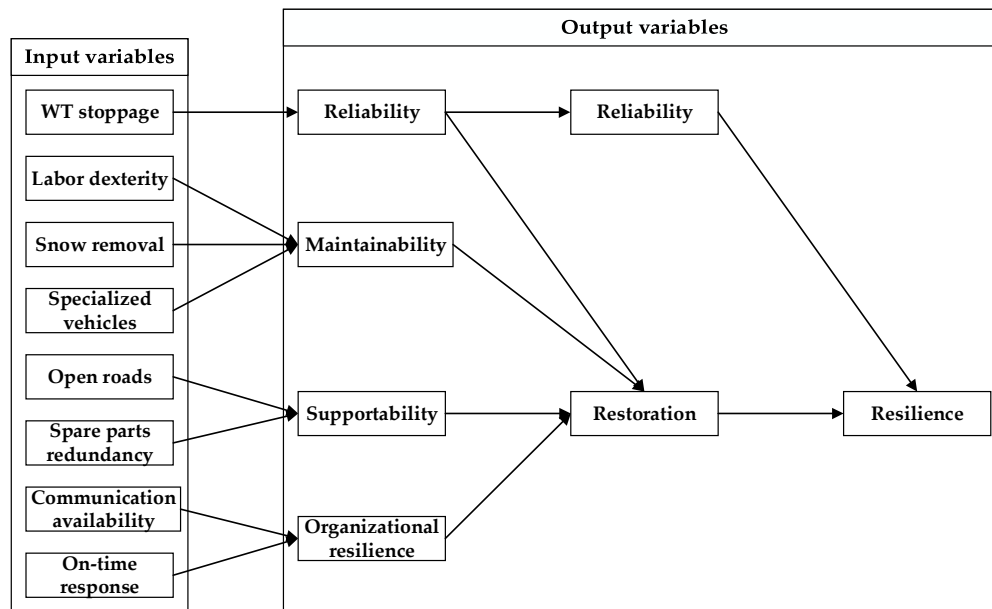 Output variables
Input variables
WT stoppage
Labor dexterity
Snow removal
Specialized
vehicles
Open roads
Spare parts
redundancy
Communication
availability
On-time
response
Reliability
Maintainability
Supportability
Organizational
resilience
Reliability
Restoration
Resilience